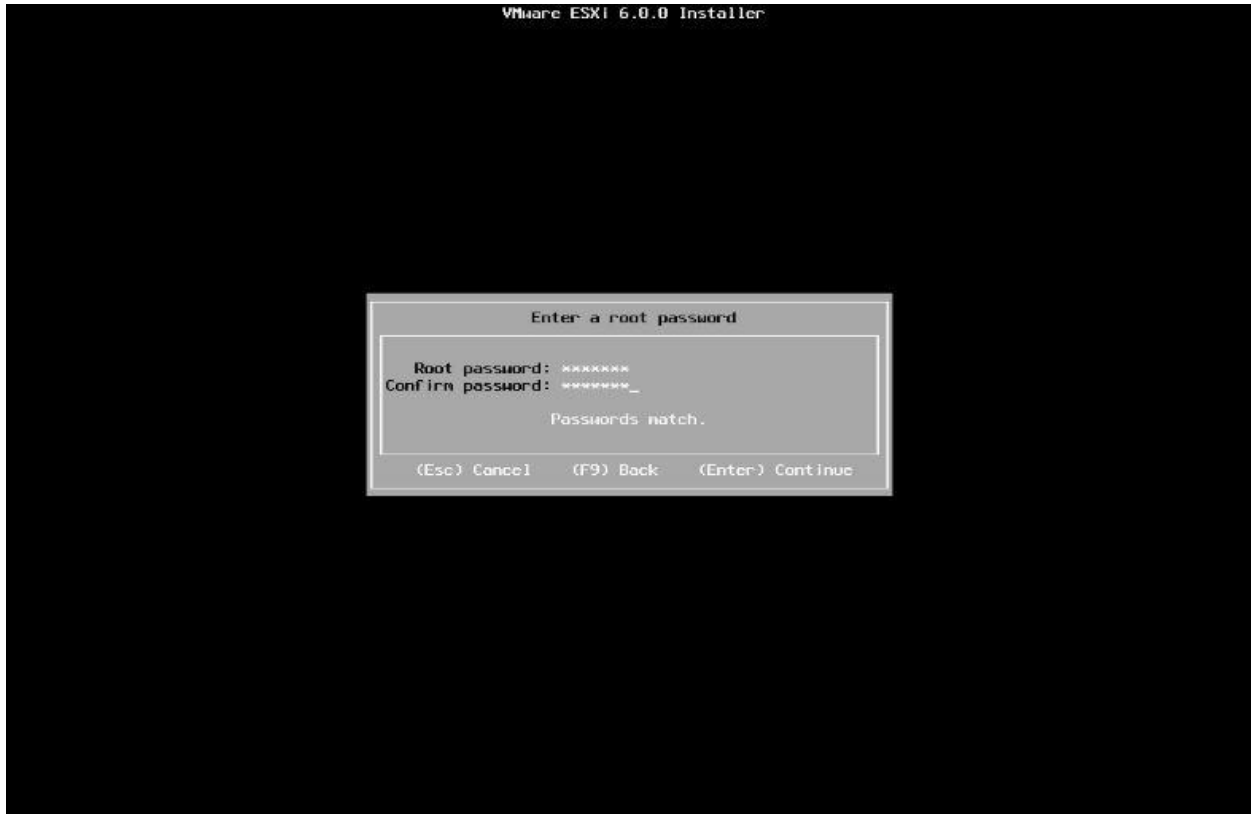 VMware ESXi 6.0.0 Installer
Enter a root password
Root password: *******
Confirm password: *******_
Passwords match.
(Esc) Cancel (F9) Back (Enter) Continue